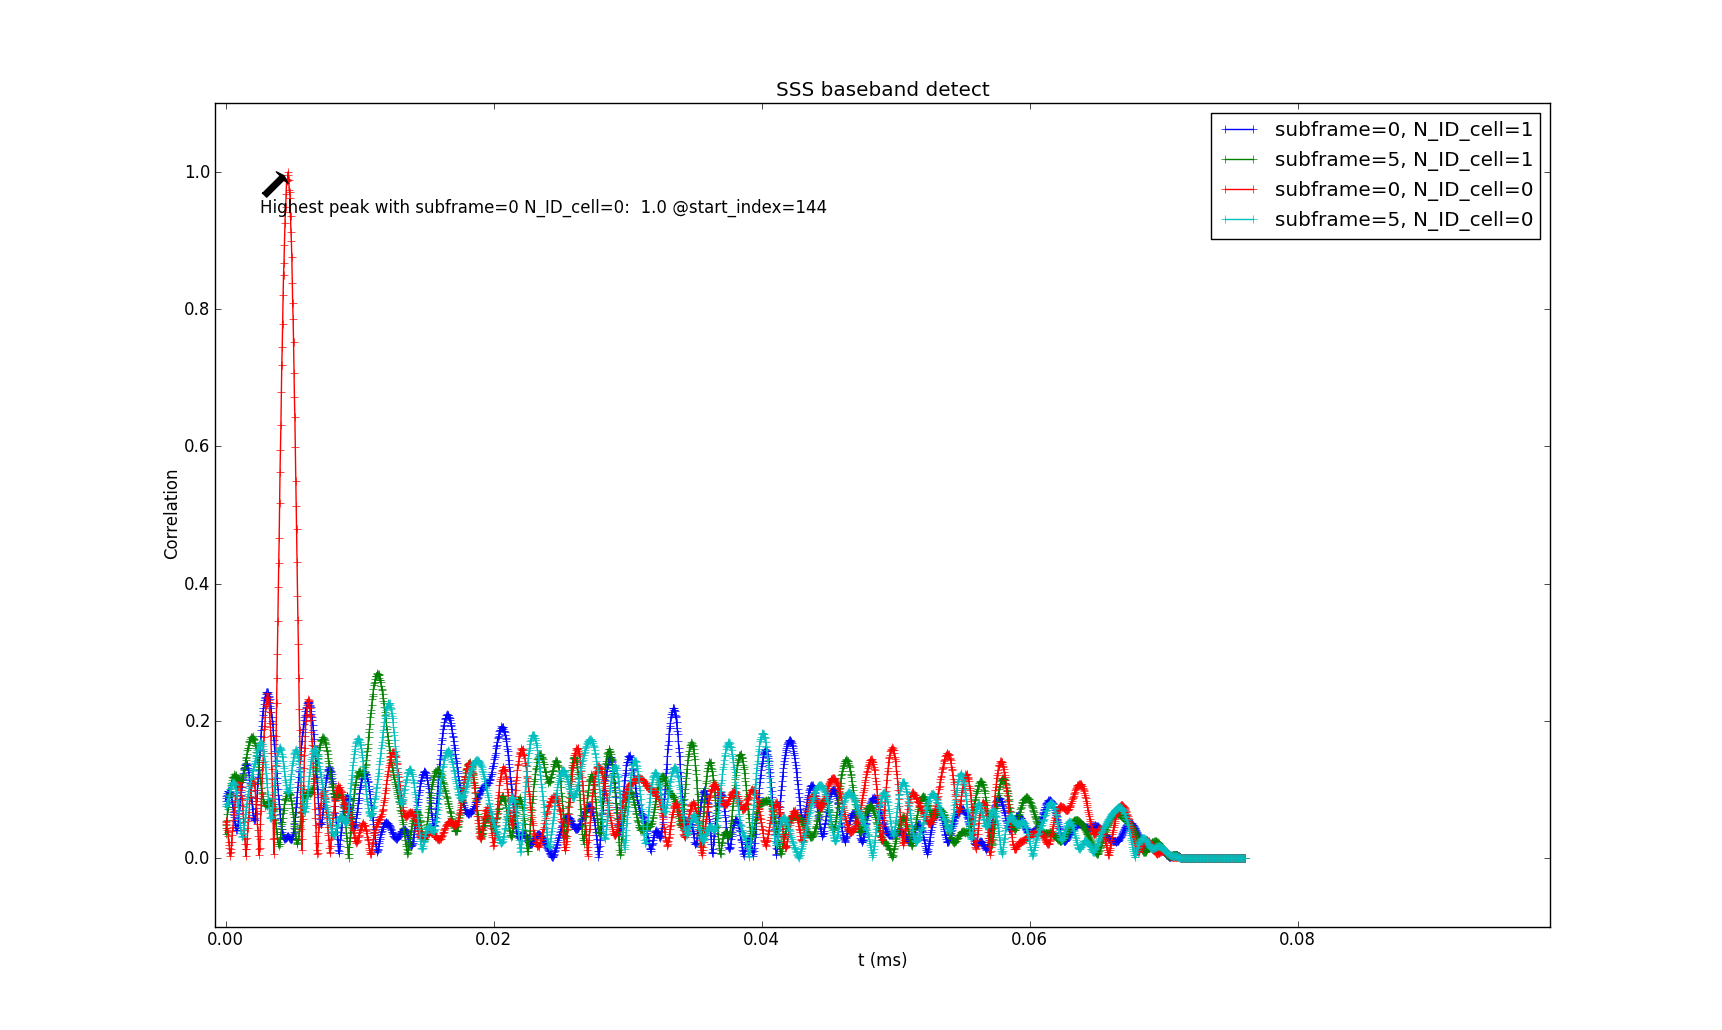 SSS baseband detect
subframe=0, N_ID_cell=1
subframe=5, N_ID_cell=1
subframe=0, N_ID_cell=0
subframe=5, N_ID_cell=0
Highest peak with subframe=0 N_ID_cell=0:  1.0 @start_index=144
1.0
0.8
0.6
0.4
0.2
0.0
Correlation
0.00 0.02 0.04 0.06 0.08
t (ms)